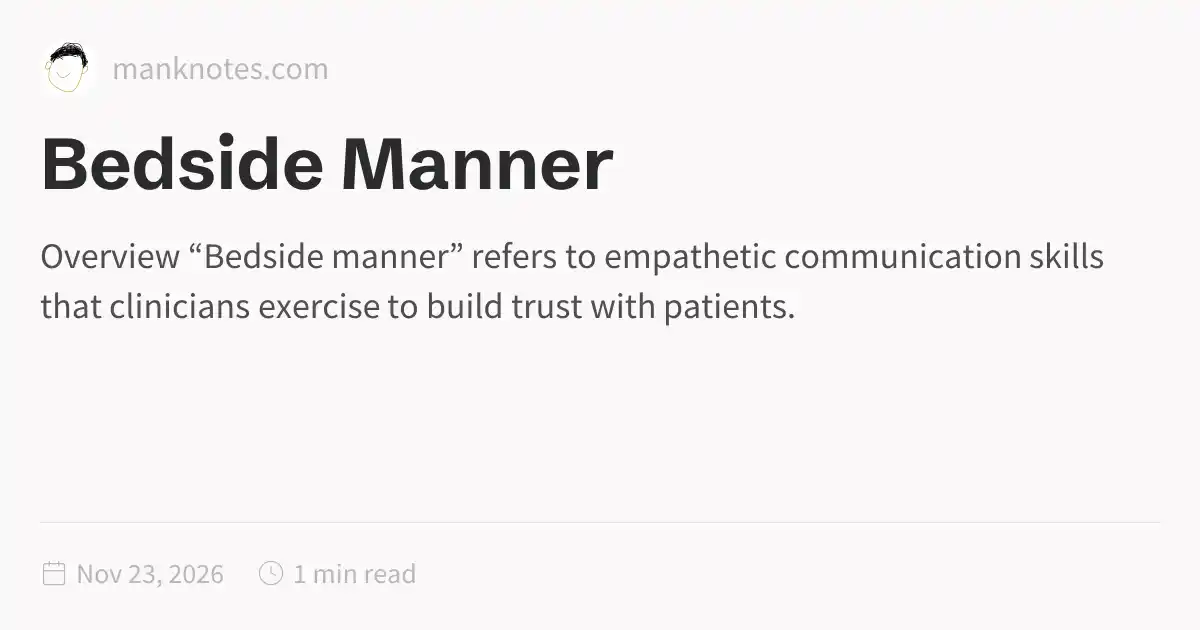 manknotes.com
Bedside Manner
Overview “Bedside manner” refers to empathetic communication skills
that clinicians exercise to build trust with patients.
Nov 23, 2026 1 min read